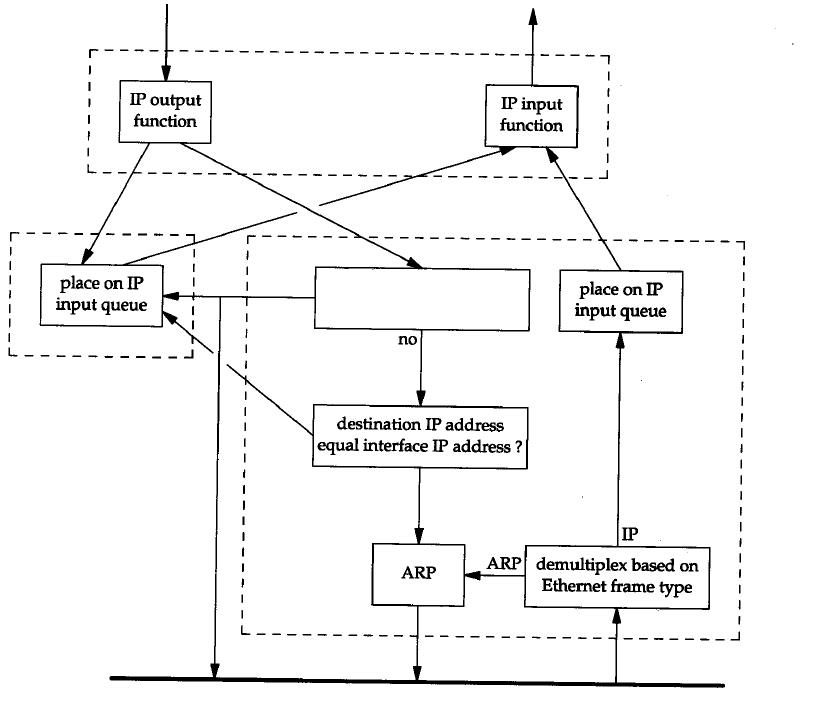 IP output
function
IP input
function
place on IP
input queue
place on IP
input queue
no
destination IP address
equal interface IP address ?
IP
ARP
ARP
demultiplex based on
Ethernet frame type